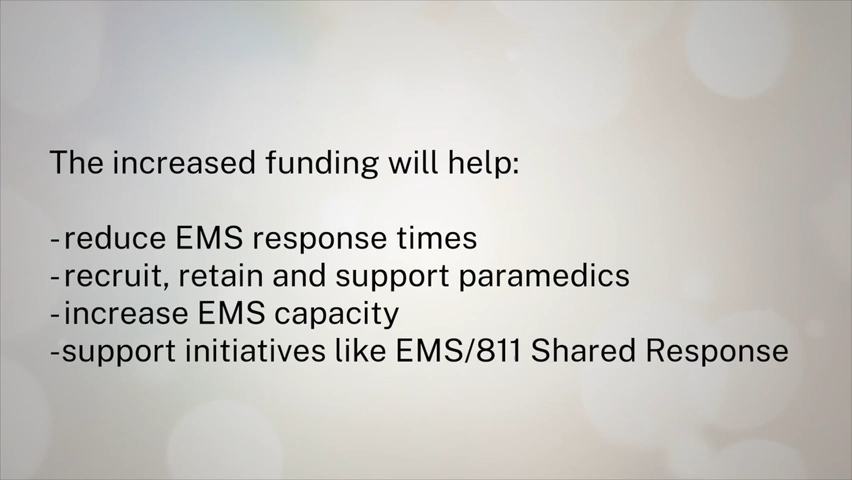 The increased funding will help:
- reduce EMS response times
- recruit, retain and support paramedics
- increase EMS capacity
-support initiatives like EMS/811 Shared Response